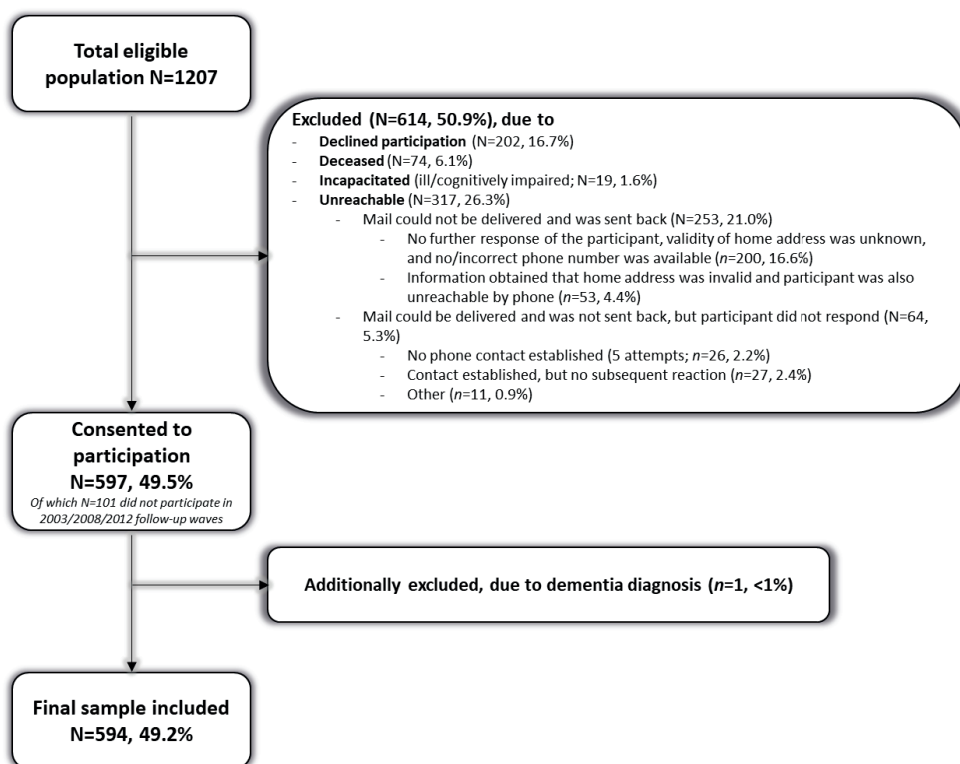 Total eligible
population N=1207
Excluded (N=614, 50.9%), due to
- Declined participation (N=202, 16.7%)
- Deceased (N=74, 6.1%)
- Incapacitated (ill/cognitively impaired; N=19, 1.6%)
- Unreachable (N=317, 26.3%)
- Mail could not be delivered and was sent back (N=253, 21.0%)
- No further response of the participant, validity of home address was unknown,
and no/incorrect phone number was available (n=200, 16.6%)
- Information obtained that home address was invalid and participant was also
unreachable by phone (n=53, 4.4%)
- Mail could be delivered and was not sent back, but participant did not respond (N=64,
5.3%)
- No phone contact established (5 attempts; n=26, 2.2%)
- Contact established, but no subsequent reaction (n=27, 2.4%)
- Other (n=11, 0.9%)
Consented to
participation
N=597, 49.5%
Of which N=101 did not participate in
2003/2008/2012 follow-up waves
Additionally excluded, due to dementia diagnosis (n=1, <1%)
Final sample included
N=594, 49.2%